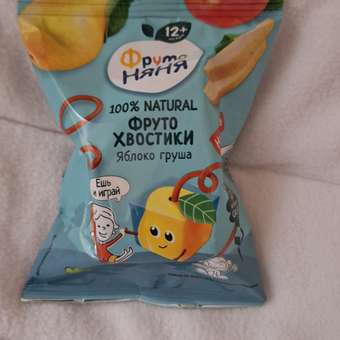 12+
Фруто
НЯНЯ
100% NATURAL
ФРУТО
ХВОСТИКИ
Яблоко груша
Ешь
и играй